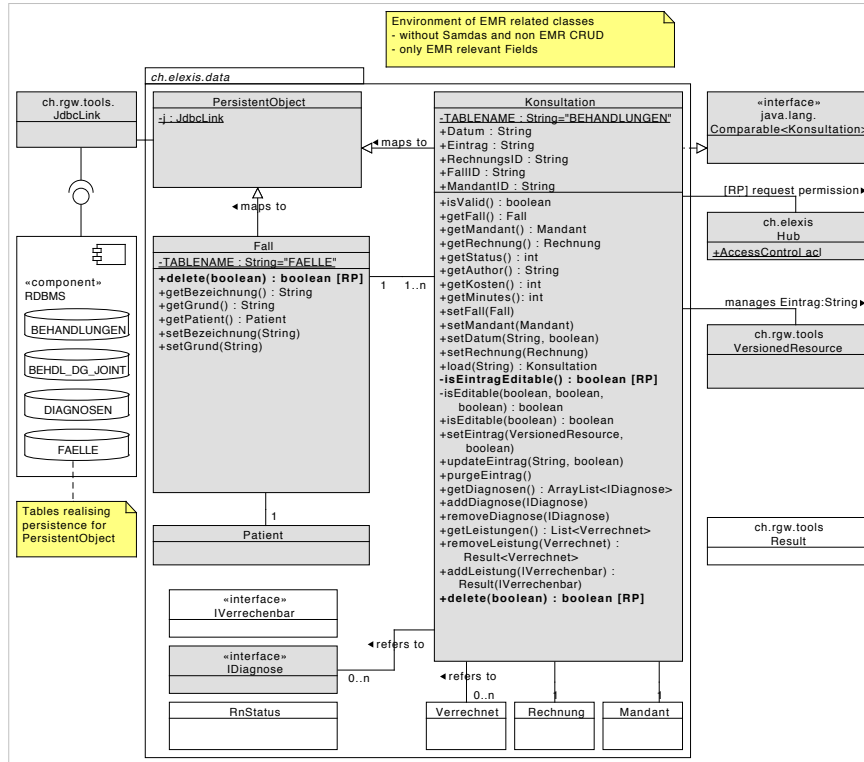 Environment of EMR related classes
- without Samdas and non EMR CRUD
- only EMR relevant Fields
ch.elexis.data
ch.rgw.tools.
JdbcLink
PersistentObject
-j : JdbcLink
Konsultation
-TABLENAME : String="BEHANDLUNGEN"
+Datum : String
+Eintrag : String
+RechnungsID : String
+FallID : String
+MandantID : String
+isValid() : boolean
+getFall() : Fall
+getMandant() : Mandant
+getRechnung() : Rechnung
+getStatus() : int
+getAuthor() : String
+getKosten() : int
+getMinutes(): int
+setFall(Fall)
+setMandant(Mandant)
+setDatum(String, boolean)
+setRechnung(Rechnung)
+load(String) : Konsultation
-isEintragEditable() : boolean [RP]
-isEditable(boolean, boolean,
boolean) : boolean
+isEditable(boolean) : boolean
+setEintrag(VersionedResource,
boolean)
+updateEintrag(String, boolean)
+purgeEintrag()
+getDiagnosen() : ArrayList<IDiagnose>
+addDiagnose(IDiagnose)
+removeDiagnose(IDiagnose)
+getLeistungen() : List<Verrechnet>
+removeLeistung(Verrechnet) :
Result<Verrechnet>
+addLeistung(IVerrechenbar) :
Result(IVerrechenbar)
+delete(boolean) : boolean [RP]
«interface»
java.lang.
Comparable<Konsultation>
maps to
maps to
[RP] request permission
ch.elexis
Hub
+AccessControl acl
manages Eintrag:String
ch.rgw.tools
VersionedResource
Fall
-TABLENAME : String="FAELLE"
+delete(boolean) : boolean [RP]
+getBezeichnung() : String
+getGrund() : String
+getPatient() : Patient
+setBezeichnung(String)
+setGrund(String)
1
1..n
«component»
RDBMS
BEHANDLUNGEN
BEHDL_DG_JOINT
DIAGNOSEN
FAELLE
Tables realising
persistence for
PersistentObject
1
Patient
ch.rgw.tools
Result
«interface»
IVerrechenbar
refers to
«interface»
IDiagnose
0..n
refers to
0..n
1
1
RnStatus
Verrechnet
Rechnung
Mandant